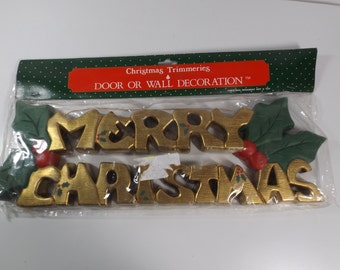 Christmas Trimmeries
DOOR OR WALL DECORATION™
MERRY
CHRISTMAS